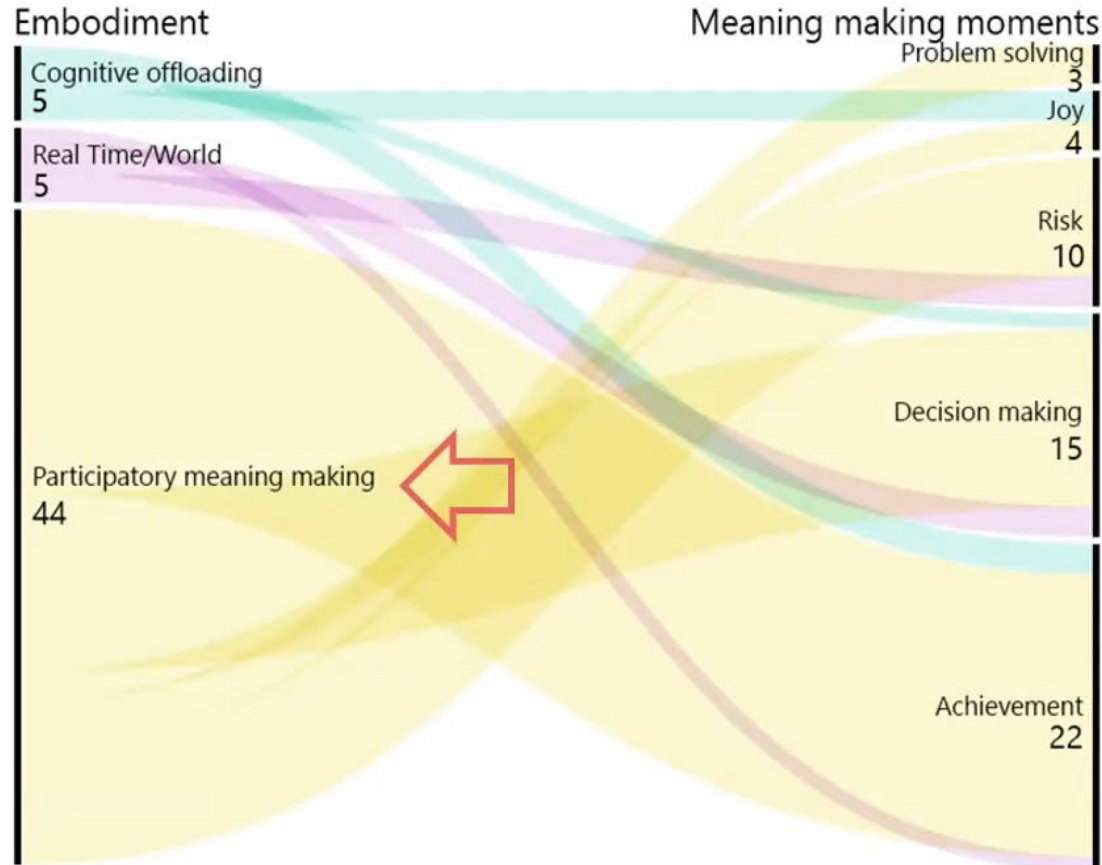 Embodiment
Cognitive offloading
5
Real Time/World
5
Participatory meaning making
44
Meaning making moments
Problem solving
3
Joy
4
Risk
10
Decision making
15
Achievement
22